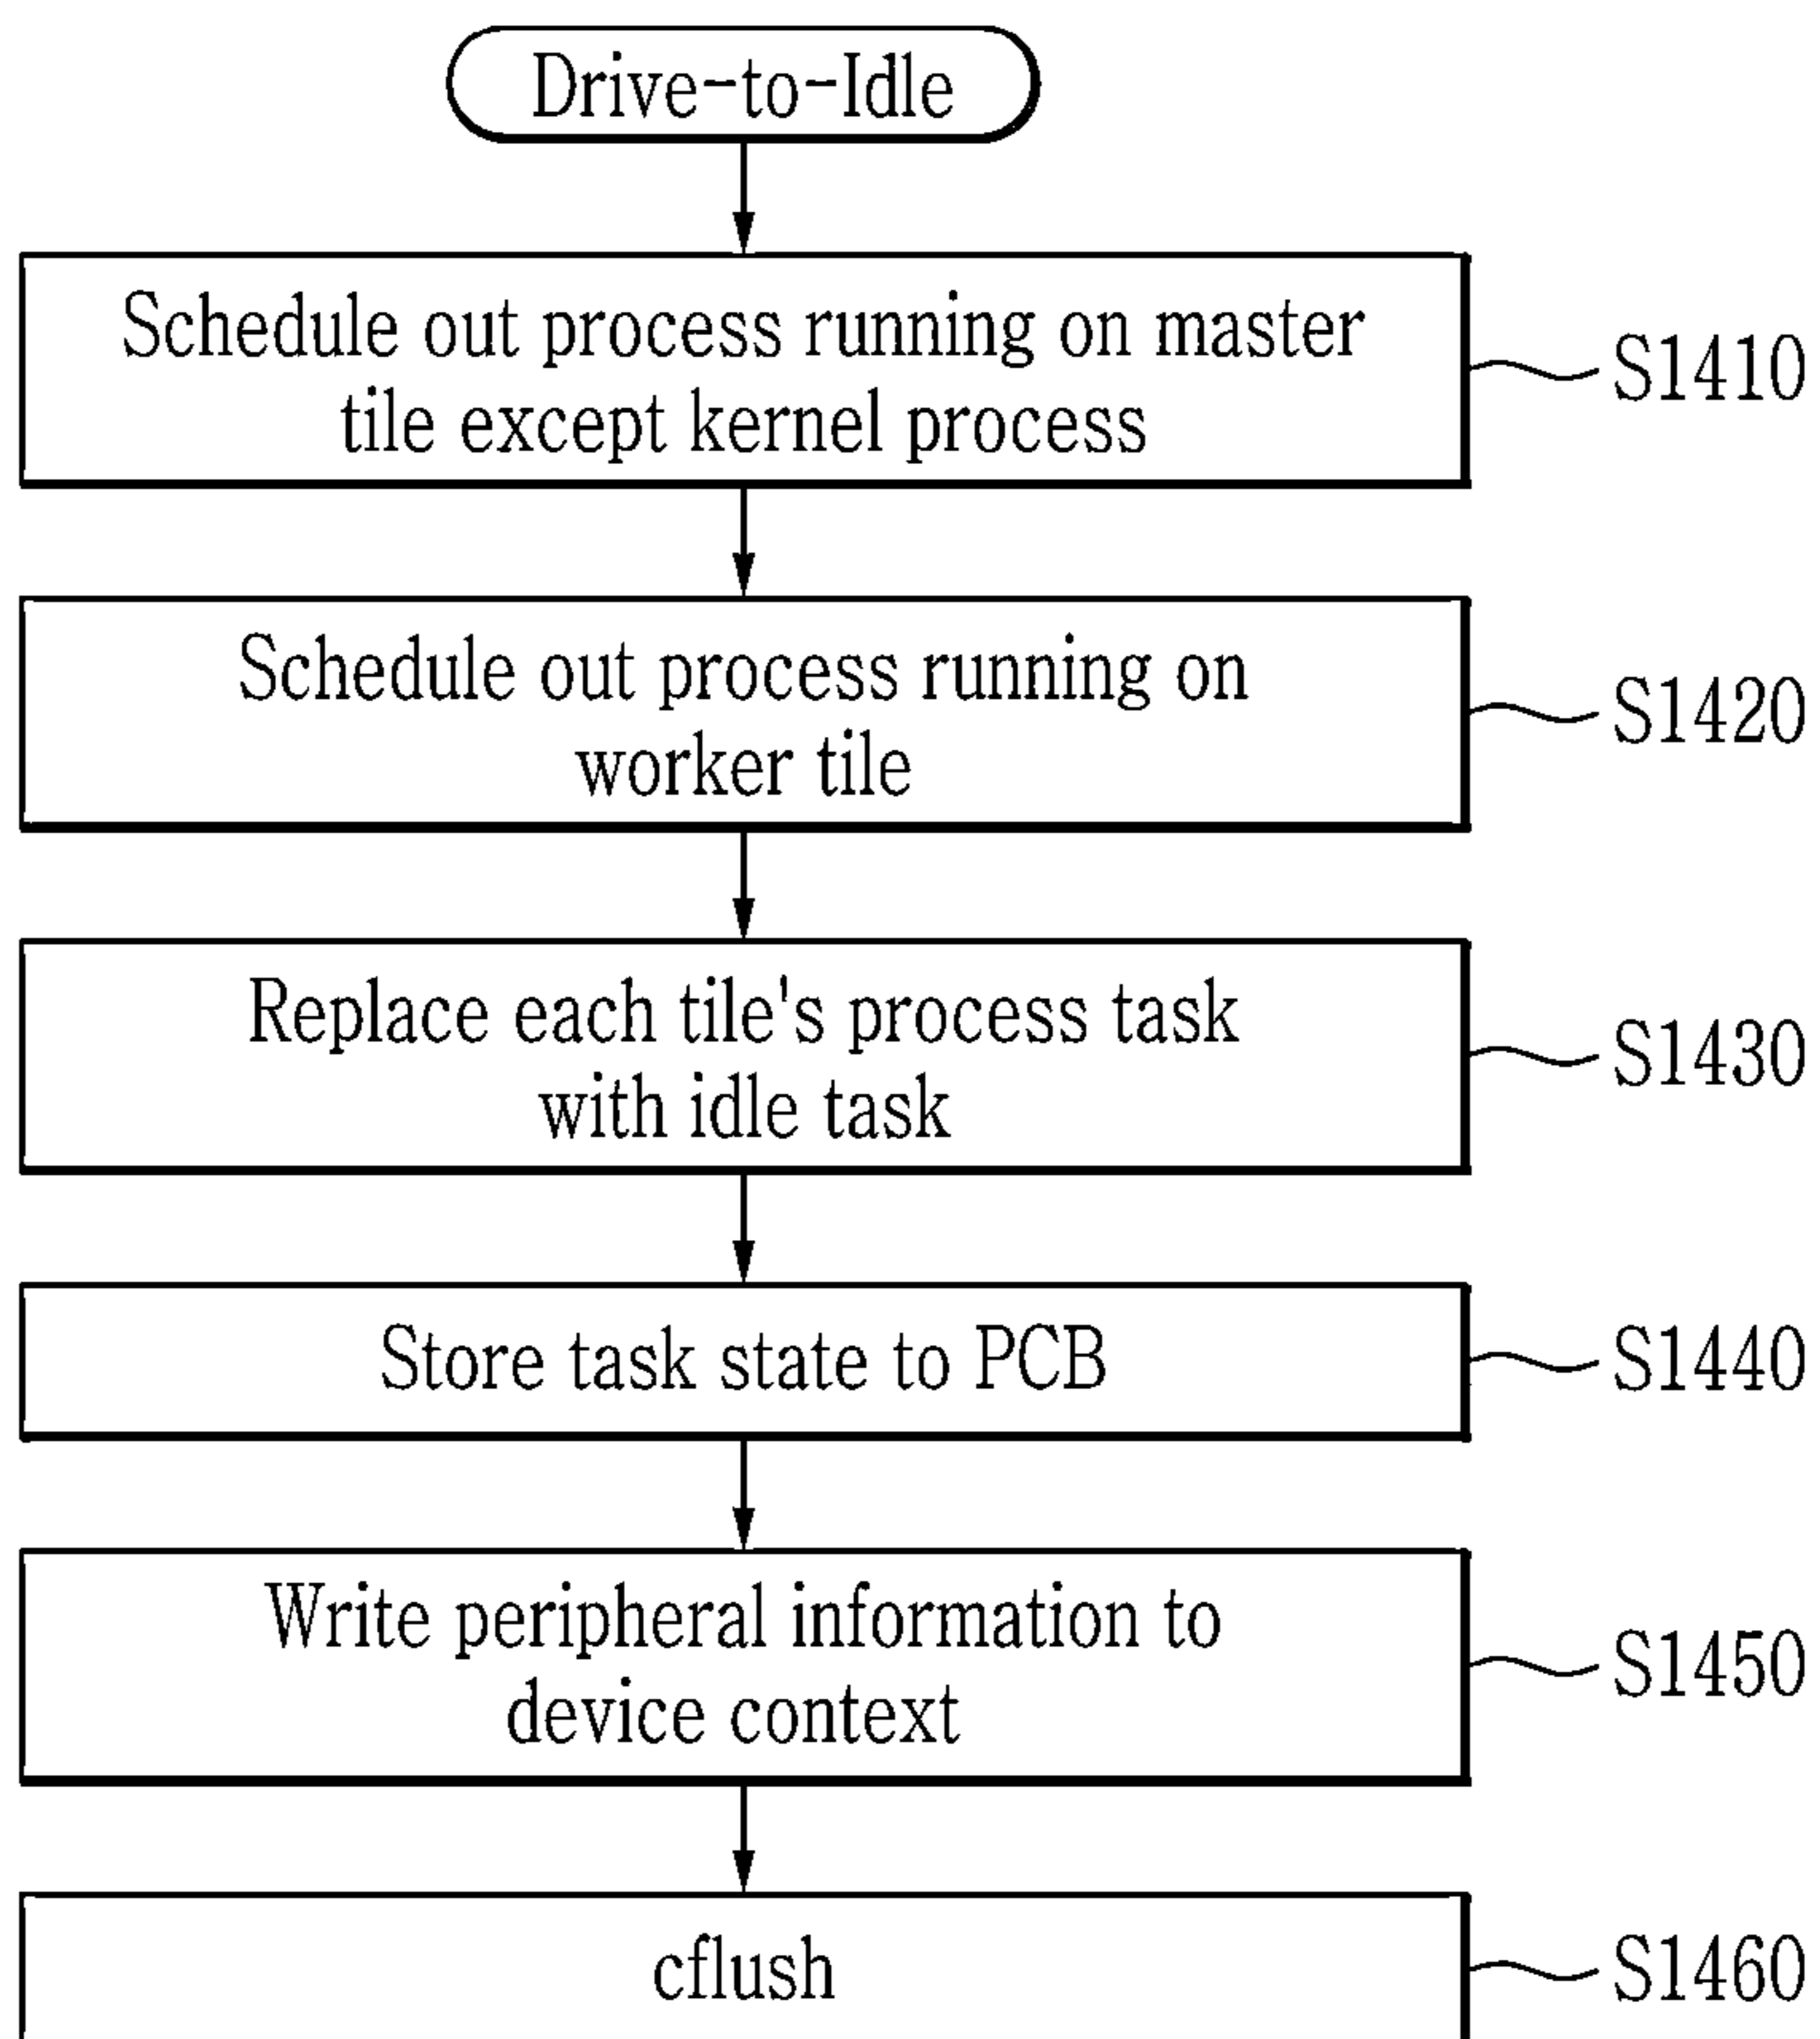 Drive-to-Idle
Schedule out process running on master
tile except kernel process
S1410
Schedule out process running on
worker tile
S1420
Replace each tile's process task
with idle task
S1430
Store task state to PCB
S1440
Write peripheral information to
device context
S1450
cflush
S1460